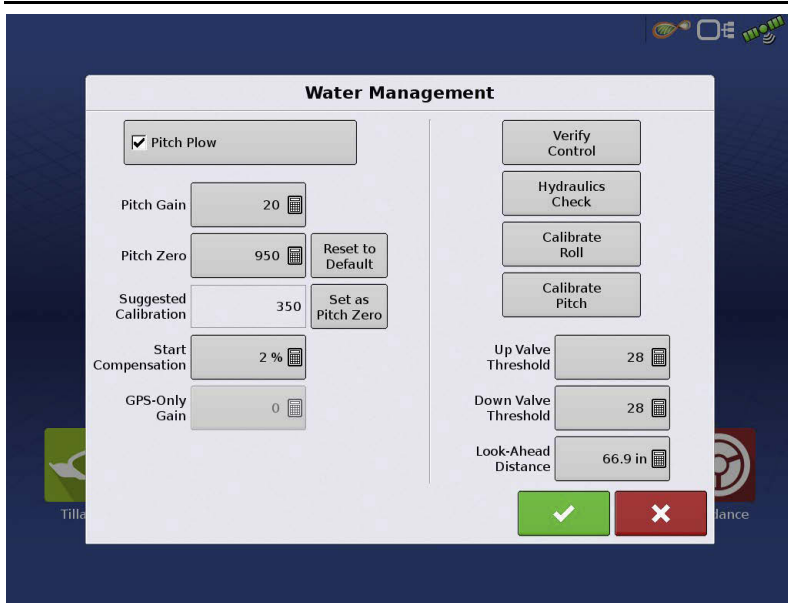 Water Management
Pitch Plow
Pitch Gain
20
Pitch Zero
950
Reset to
Default
Suggested
Calibration
350
Set as
Pitch Zero
Start
Compensation
2 %
GPS-Only
Gain
0
Verify
Control
Hydraulics
Check
Calibrate
Roll
Calibrate
Pitch
Up Valve
Threshold
28
Down Valve
Threshold
28
Look-Ahead
Distance
66.9 in
Tilla
dance